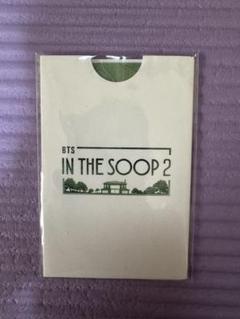 BTS
IN THE SOOP 2